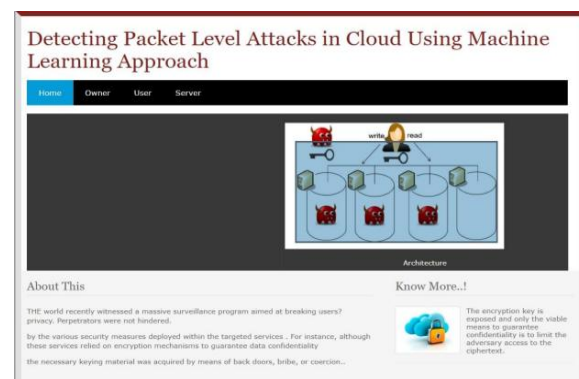 Detecting Packet Level Attacks in Cloud Using Machine
Learning Approach
Home Owner User Server
write read
Architecture
About This
THE world recently witnessed a massive surveillance program aimed at breaking users?
privacy. Perpetrators were not hindered.
by the various security measures deployed within the targeted services . For instance, although
these services relied on encryption mechanisms to guarantee data confidentiality
the necessary keying material was acquired by means of back doors, bribe, or coercion..
Know More..!
The encryption key is
exposed and only the viable
means to guarantee
confidentiality is to limit the
adversary access to the
ciphertext.